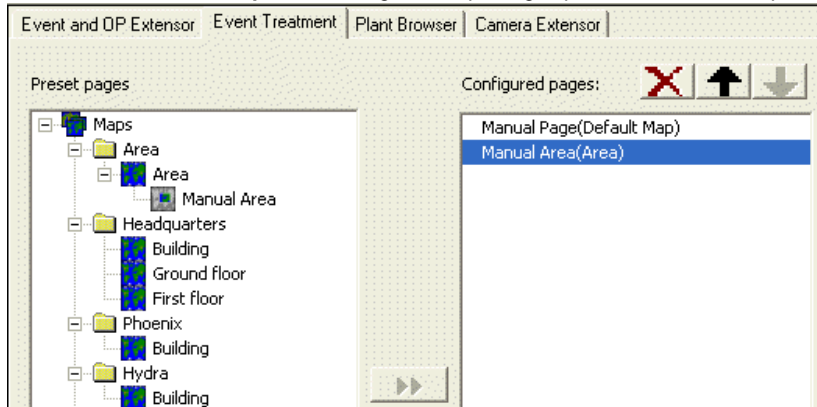 Event and OP Extensor Event Treatment Plant Browser Camera Extensor
Preset pages
Configured pages:
Maps
Area
Area
Manual Area
Headquarters
Building
Ground floor
First floor
Phoenix
Building
Hydra
Building
Manual Page(Default Map)
Manual Area(Area)